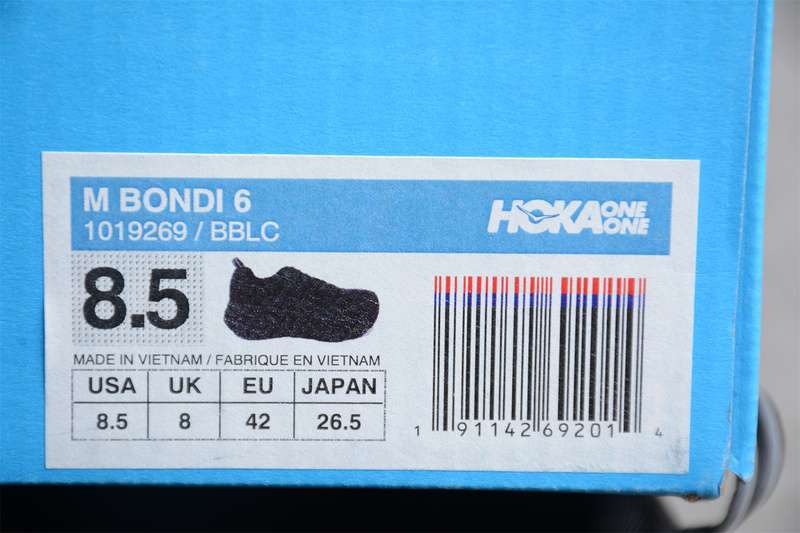 M BONDI 6
1019269 / BBLC
HOKA ONE ONE
8.5
MADE IN VIETNAM / FABRIQUE EN VIETNAM
USA UK EU JAPAN
8.5 8 42 26.5
1 91142 69201 4